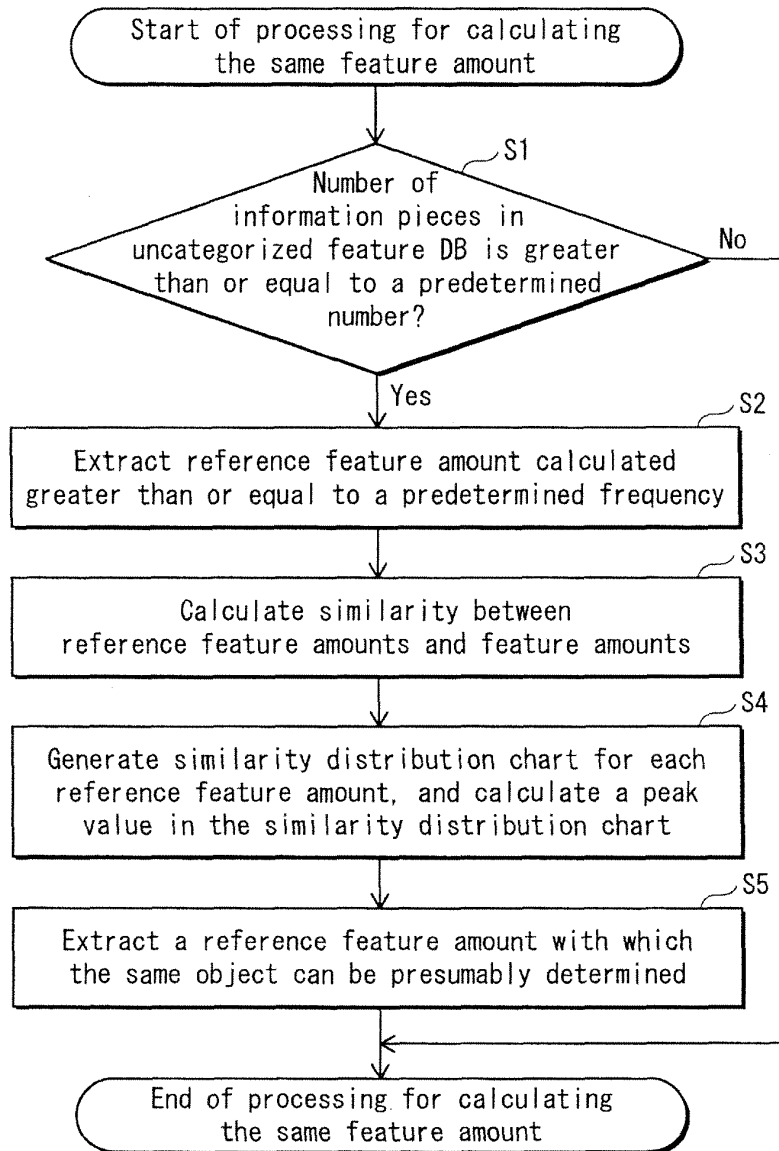 Start of processing for calculating
the same feature amount
S1
Number of
information pieces in
uncategorized feature DB is greater
than or equal to a predetermined
number?
No
Yes
S2
Extract reference feature amount calculated
greater than or equal to a predetermined frequency
S3
Calculate similarity between
reference feature amounts and feature amounts
S4
Generate similarity distribution chart for each
reference feature amount, and calculate a peak
value in the similarity distribution chart
S5
Extract a reference feature amount with which
the same object can be presumably determined
End of processing for calculating
the same feature amount